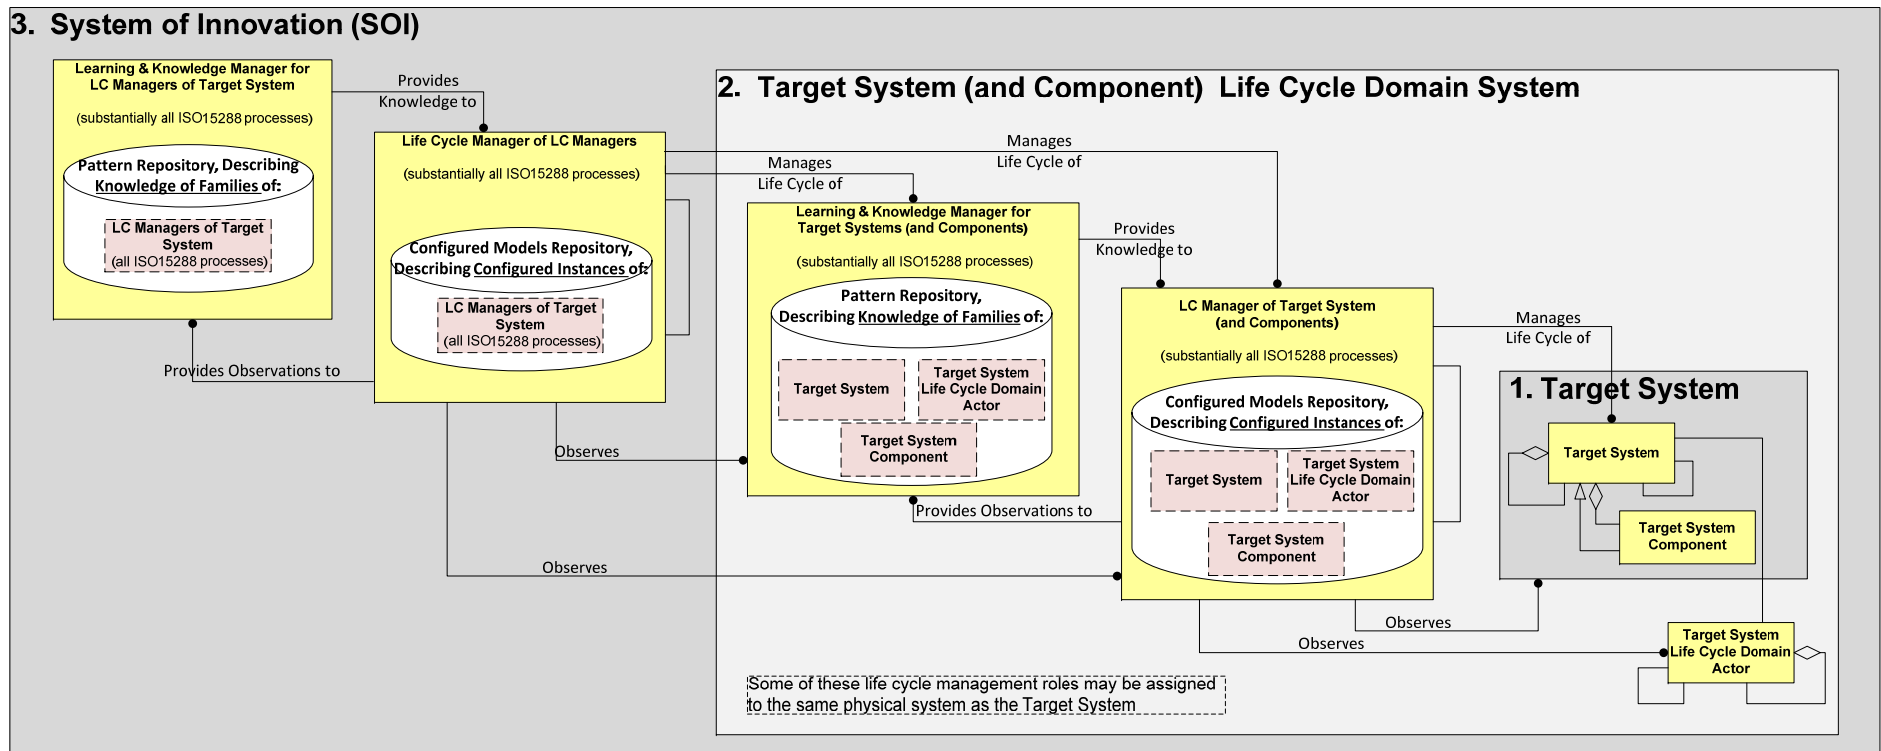 3. System of Innovation (SOI)
Learning & Knowledge Manager for
LC Managers of Target System
(substantially all ISO15288 processes)
Pattern Repository, Describing
Knowledge of Families of:
LC Managers of Target
System
(all ISO15288 processes)
Provides
Knowledge to
Provides Observations to
Life Cycle Manager of LC Managers
(substantially all ISO15288 processes)
Configured Models Repository,
Describing Configured Instances of:
LC Managers of Target
System
(all ISO15288 processes)
Observes
Observes
2. Target System (and Component) Life Cycle Domain System
Manages
Life Cycle of
Manages
Life Cycle of
Learning & Knowledge Manager for
Target Systems (and Components)
(substantially all ISO15288 processes)
Pattern Repository,
Describing Knowledge of Families of:
Target System
Target System
Life Cycle Domain
Actor
Target System
Component
Provides
Knowledge to
Provides Observations to
LC Manager of Target System
(and Components)
(substantially all ISO15288 processes)
Configured Models Repository,
Describing Configured Instances of:
Target System
Target System
Life Cycle Domain
Actor
Target System
Component
Manages
Life Cycle of
1. Target System
Target System
Target System
Component
Observes
Observes
Target System
Life Cycle Domain
Actor
Some of these life cycle management roles may be assigned
to the same physical system as the Target System